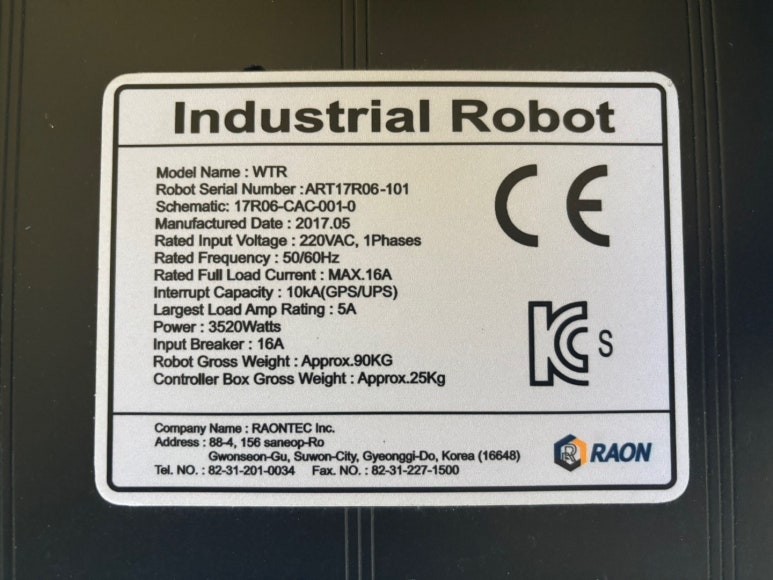 Industrial Robot
Model Name : WTR
Robot Serial Number : ART17R06-101
Schematic: 17R06-CAC-001-0
Manufactured Date : 2017.05
Rated Input Voltage : 220VAC, 1Phases
Rated Frequency : 50/60Hz
Rated Full Load Current : MAX.16A
Interrupt Capacity : 10kA(GPS/UPS)
Largest Load Amp Rating : 5A
Power : 3520Watts
Input Breaker : 16A
Robot Gross Weight : Approx.90KG
Controller Box Gross Weight : Approx.25Kg
CE
KC S
Company Name : RAONTEC Inc.
Address : 88-4, 156 saneop-Ro
Gwonseon-Gu, Suwon-City, Gyeonggi-Do, Korea (16648)
Tel. NO. : 82-31-201-0034 Fax. NO. : 82-31-227-1500
RAON